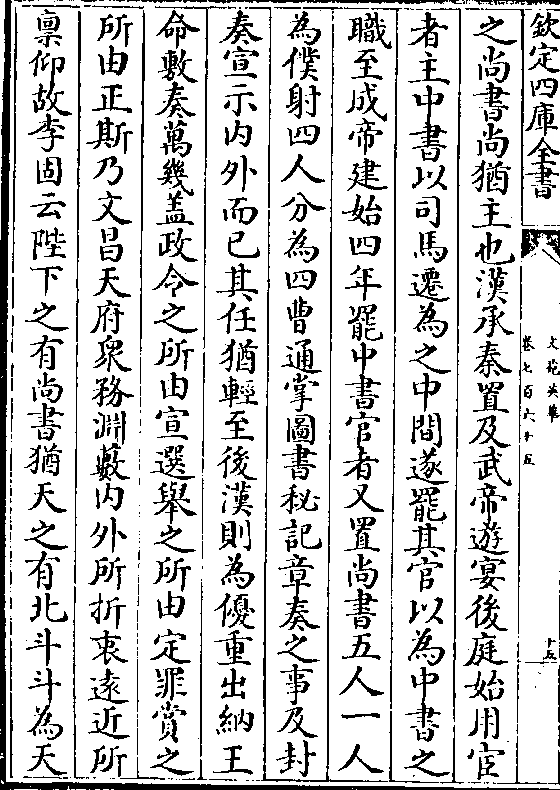 欽定四庫全書
文苑英華
卷七百六十五
十五
之尚書尚猶主也漢承秦置及武帝遊宴後庭始用宦
者主中書以司馬遷為之中間遂罷其官以為中書之
職至成帝建始四年罷中書官者又置尚書五人一人
為僕射四人分為四曹通掌圖書秘記章奏之事及封
奏宣示内外而已其任猶輕至後漢則為優重出納王
命敷奏萬幾盖政令之所由宣選舉之所由定罪賞之
所由正斯乃文昌天府衆務淵藪内外所折衷遠近所
禀仰故李固云陛下之有尚書猶天之有北斗斗為天